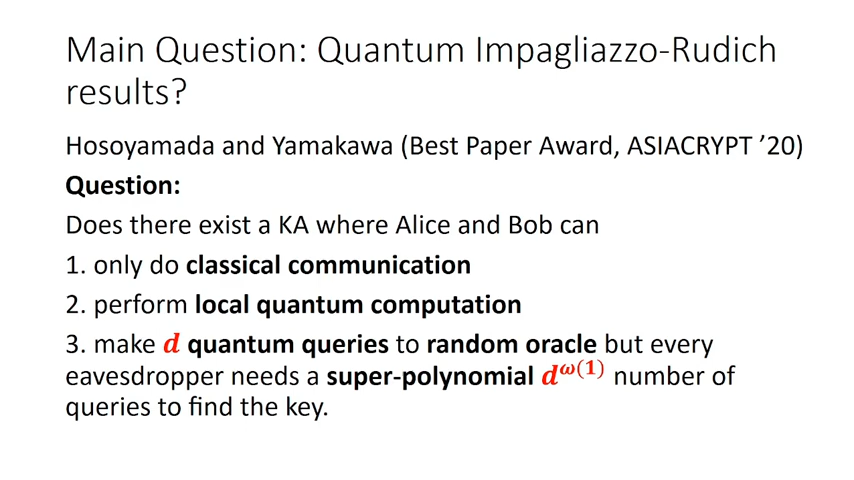 Main Question: Quantum Impagliazzo-Rudich
results?
Hosoyamada and Yamakawa (Best Paper Award, ASIACRYPT ’20)
Question:
Does there exist a KA where Alice and Bob can
1. only do classical communication
2. perform local quantum computation
3. make d quantum queries to random oracle but every
eavesdropper needs a super-polynomial d^ω(1) number of
queries to find the key.